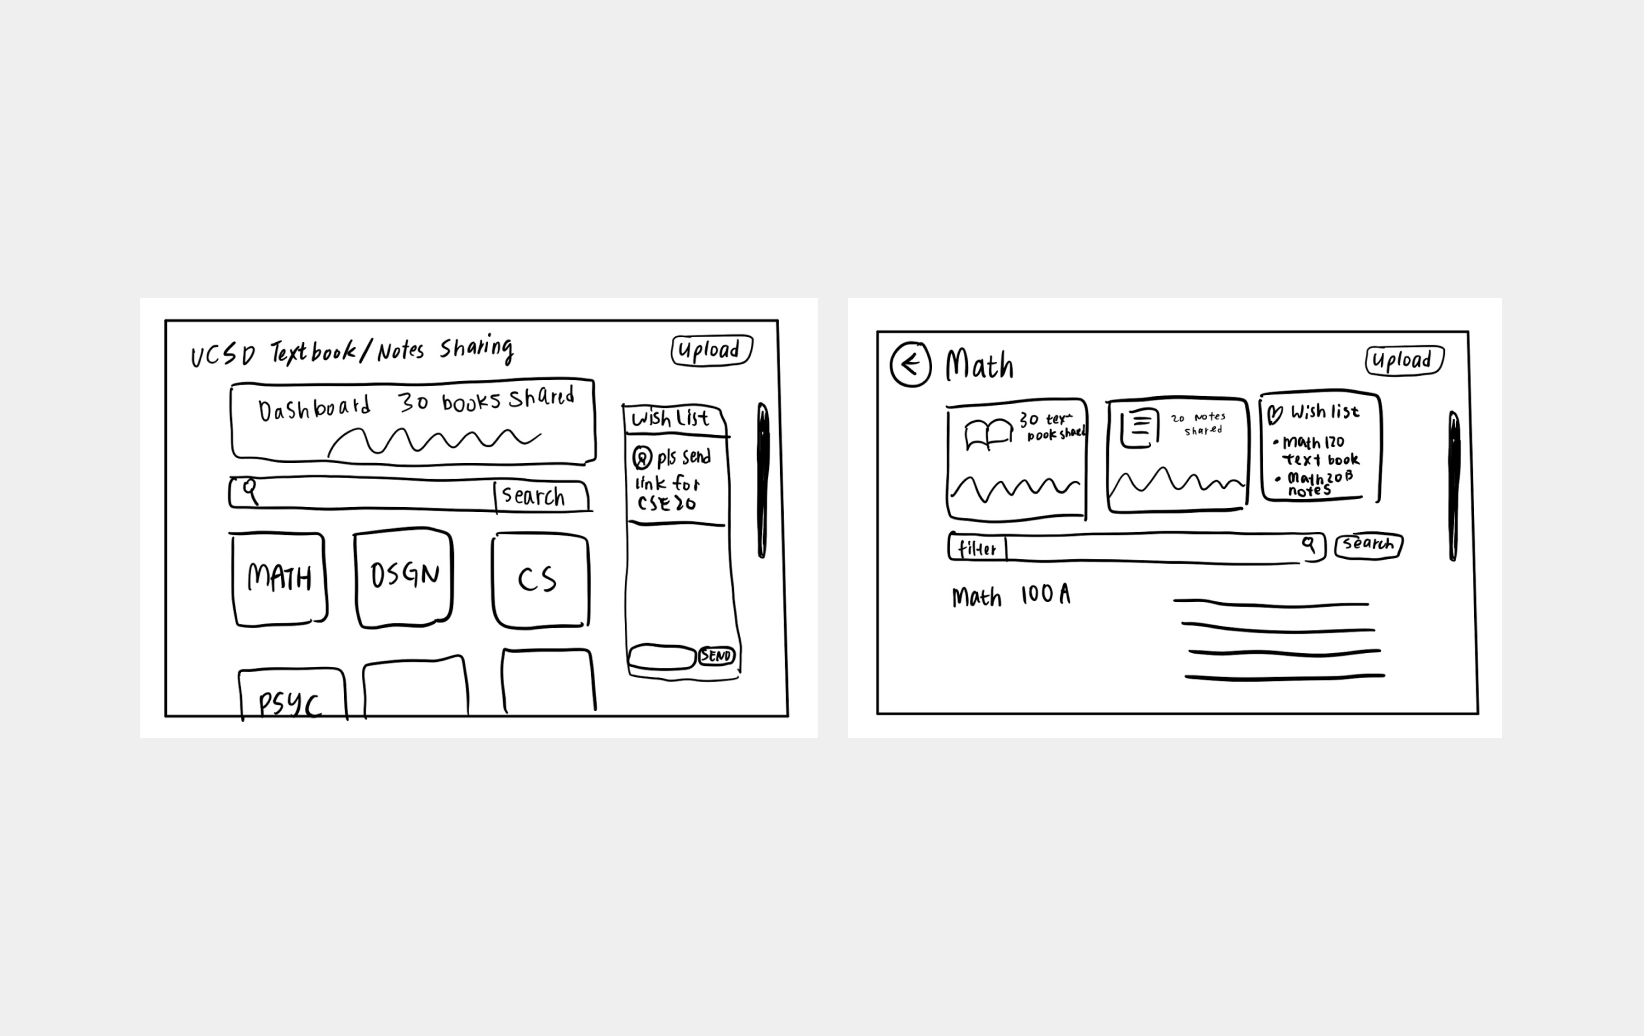 UCSD Textbook/Notes Sharing
Upload
Dashboard 30 books shared
Search
MATH
DSGN
CS
PSYC
Wish List
pls send
link for
CSE 20
SEND
Math
Upload
30 text
book shared
20 Notes
shared
Wish list
• Math 120
text book
• Math 20B
notes
filter
Search
Math 100A